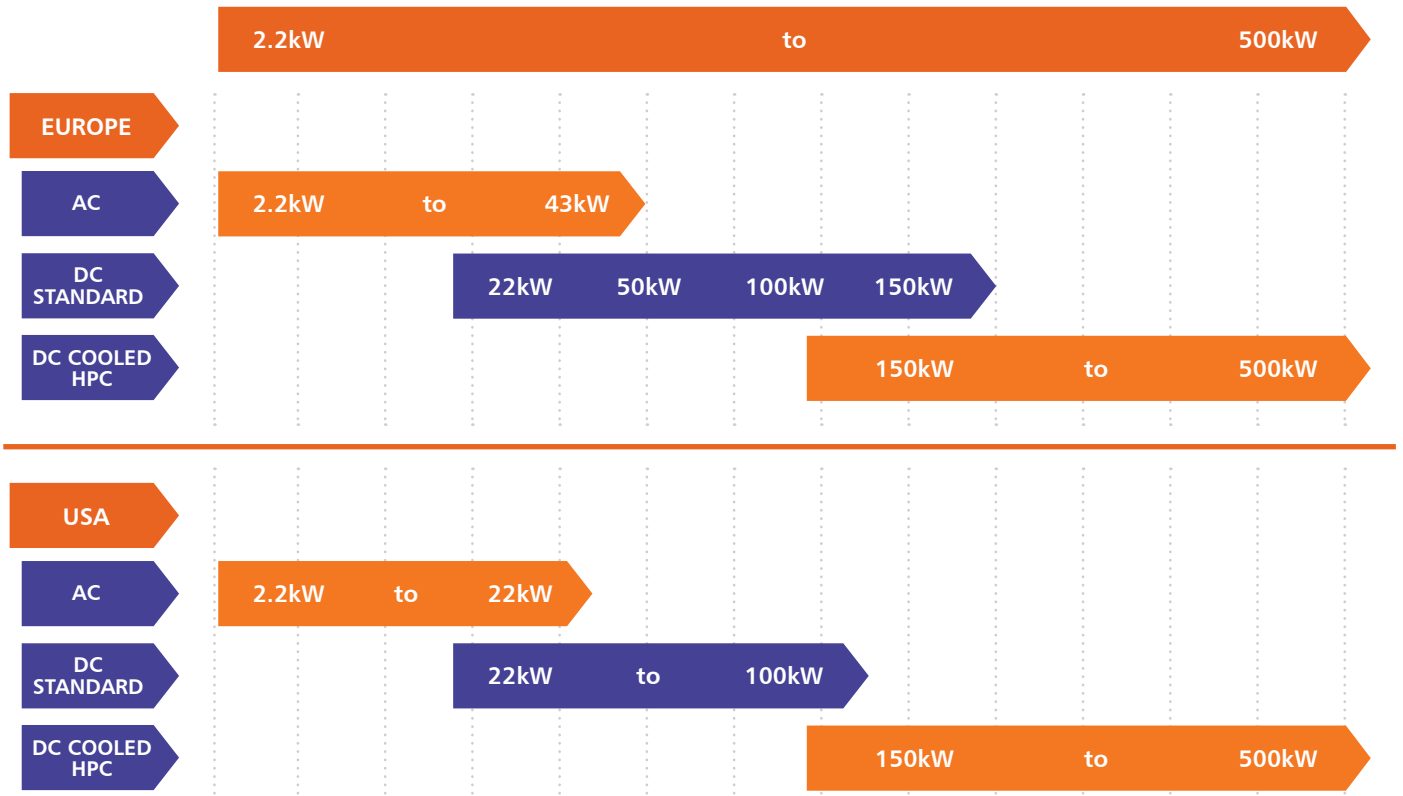 2.2kW to 500kW
EUROPE
AC
2.2kW to 43kW
DC
STANDARD
22kW 50kW 100kW 150kW
DC COOLED
HPC
150kW to 500kW
USA
AC
2.2kW to 22kW
DC
STANDARD
22kW to 100kW
DC COOLED
HPC
150kW to 500kW